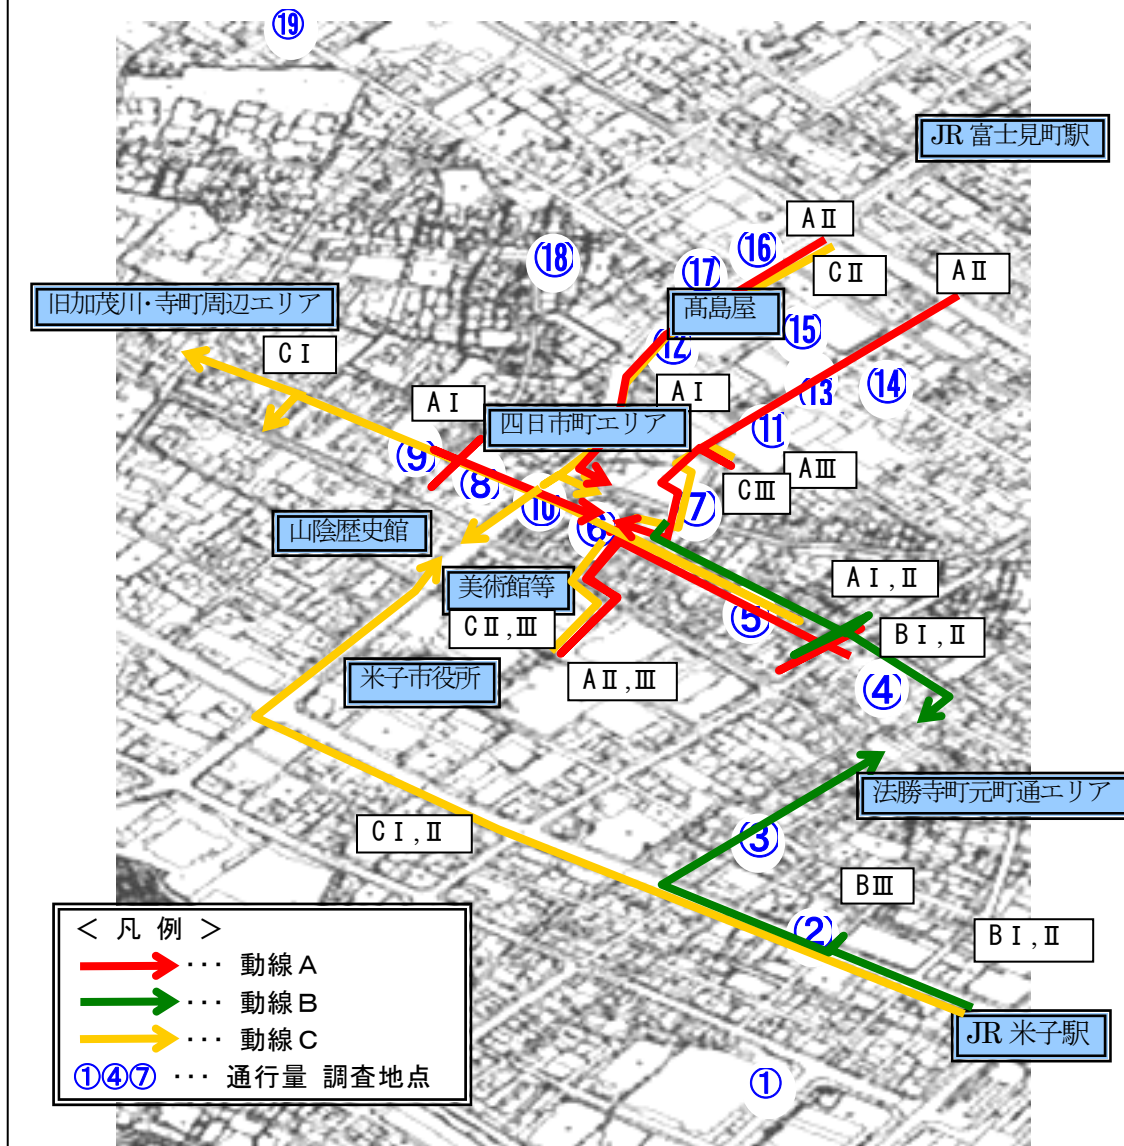 ⑲
JR 富士見町駅
AⅡ
⑯
⑱
⑰
CⅡ
AⅡ
旧加茂川・寺町周辺エリア
髙島屋
⑮
⑫
CⅠ
⑭
⑬
AⅠ
AⅠ
四日市町エリア
⑪
⑨
⑧
AⅢ
CⅢ
⑩
⑦
⑥
山陰歴史館
美術館等
AⅠ,Ⅱ
⑤
CⅡ,Ⅲ
BⅠ,Ⅱ
米子市役所
AⅡ,Ⅲ
④
法勝寺町元町通エリア
CⅠ,Ⅱ
③
BⅢ
②
BⅠ,Ⅱ
JR 米子駅
①
＜ 凡 例 ＞
… 動線A
… 動線B
… 動線C
①④⑦ … 通行量 調査地点